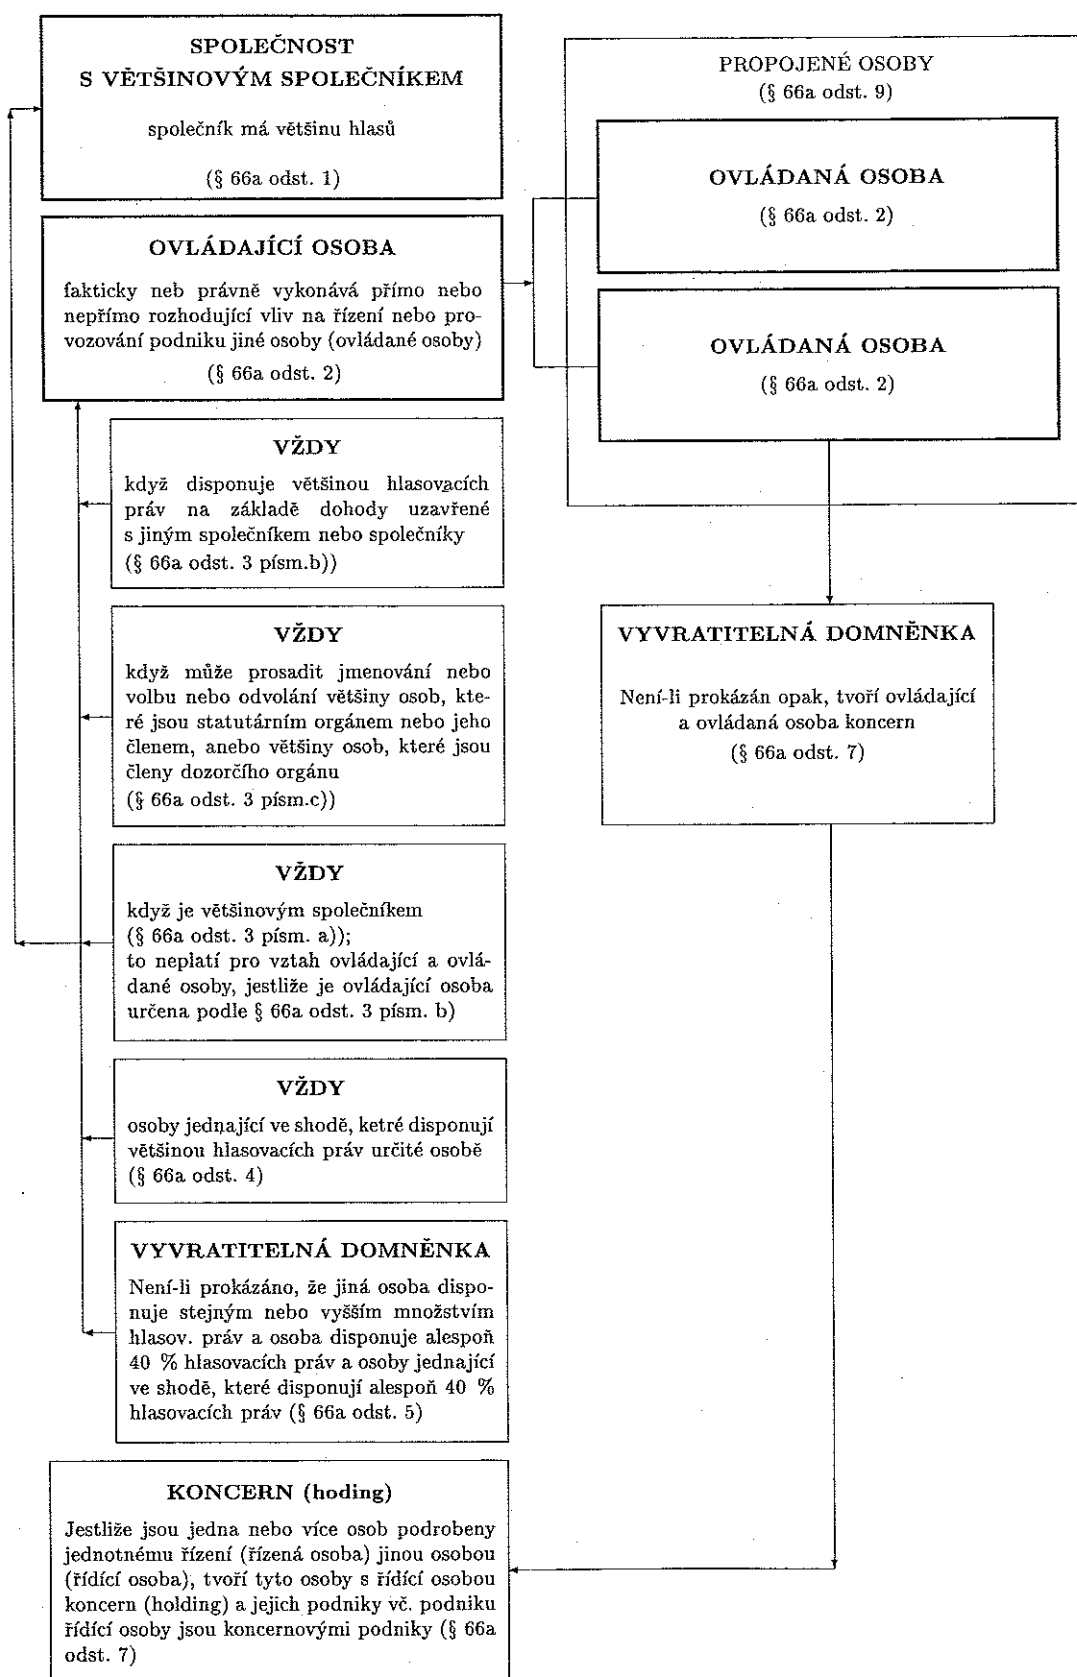 SPOLEČNOST
S VĚTŠINOVÝM SPOLEČNÍKEM
společník má většinu hlasů
(§ 66a odst. 1)
OVLÁDAJÍCÍ OSOBA
fakticky neb právně vykonává přímo nebo
nepřímo rozhodující vliv na řízení nebo pro-
vozování podniku jiné osoby (ovládané osoby)
(§ 66a odst. 2)
PROPOJENÉ OSOBY
(§ 66a odst. 9)
OVLÁDANÁ OSOBA
(§ 66a odst. 2)
OVLÁDANÁ OSOBA
(§ 66a odst. 2)
VŽDY
když disponuje většinou hlasovacích
práv na základě dohody uzavřené
s jiným společníkem nebo společníky
(§ 66a odst. 3 písm.b))
VŽDY
když může prosadit jmenování nebo
volbu nebo odvolání většiny osob, kte-
ré jsou statutárním orgánem nebo jeho
členem, anebo většiny osob, které jsou
členy dozorčího orgánu
(§ 66a odst. 3 písm.c))
VYVRATITELNÁ DOMNĚNKA
Není-li prokázán opak, tvoří ovládající
a ovládaná osoba koncern
(§ 66a odst. 7)
VŽDY
když je většinovým společníkem
(§ 66a odst. 3 písm. a));
to neplatí pro vztah ovládající a ovlá-
dané osoby, jestliže je ovládající osoba
určena podle § 66a odst. 3 písm. b)
VŽDY
osoby jednající ve shodě, ketré disponují
většinou hlasovacích práv určité osobě
(§ 66a odst. 4)
VYVRATITELNÁ DOMNĚNKA
Není-li prokázáno, že jiná osoba dispo-
nuje stejným nebo vyšším množstvím
hlasov. práv a osoba disponuje alespoň
40 % hlasovacích práv a osoby jednající
ve shodě, které disponují alespoň 40 %
hlasovacích práv (§ 66a odst. 5)
KONCERN (hoding)
Jestliže jsou jedna nebo více osob podrobeny
jednotnému řízení (řízená osoba) jinou osobou
(řídící osoba), tvoří tyto osoby s řídící osobou
koncern (holding) a jejich podniky vč. podniku
řídící osoby jsou koncernovými podniky (§ 66a
odst. 7)